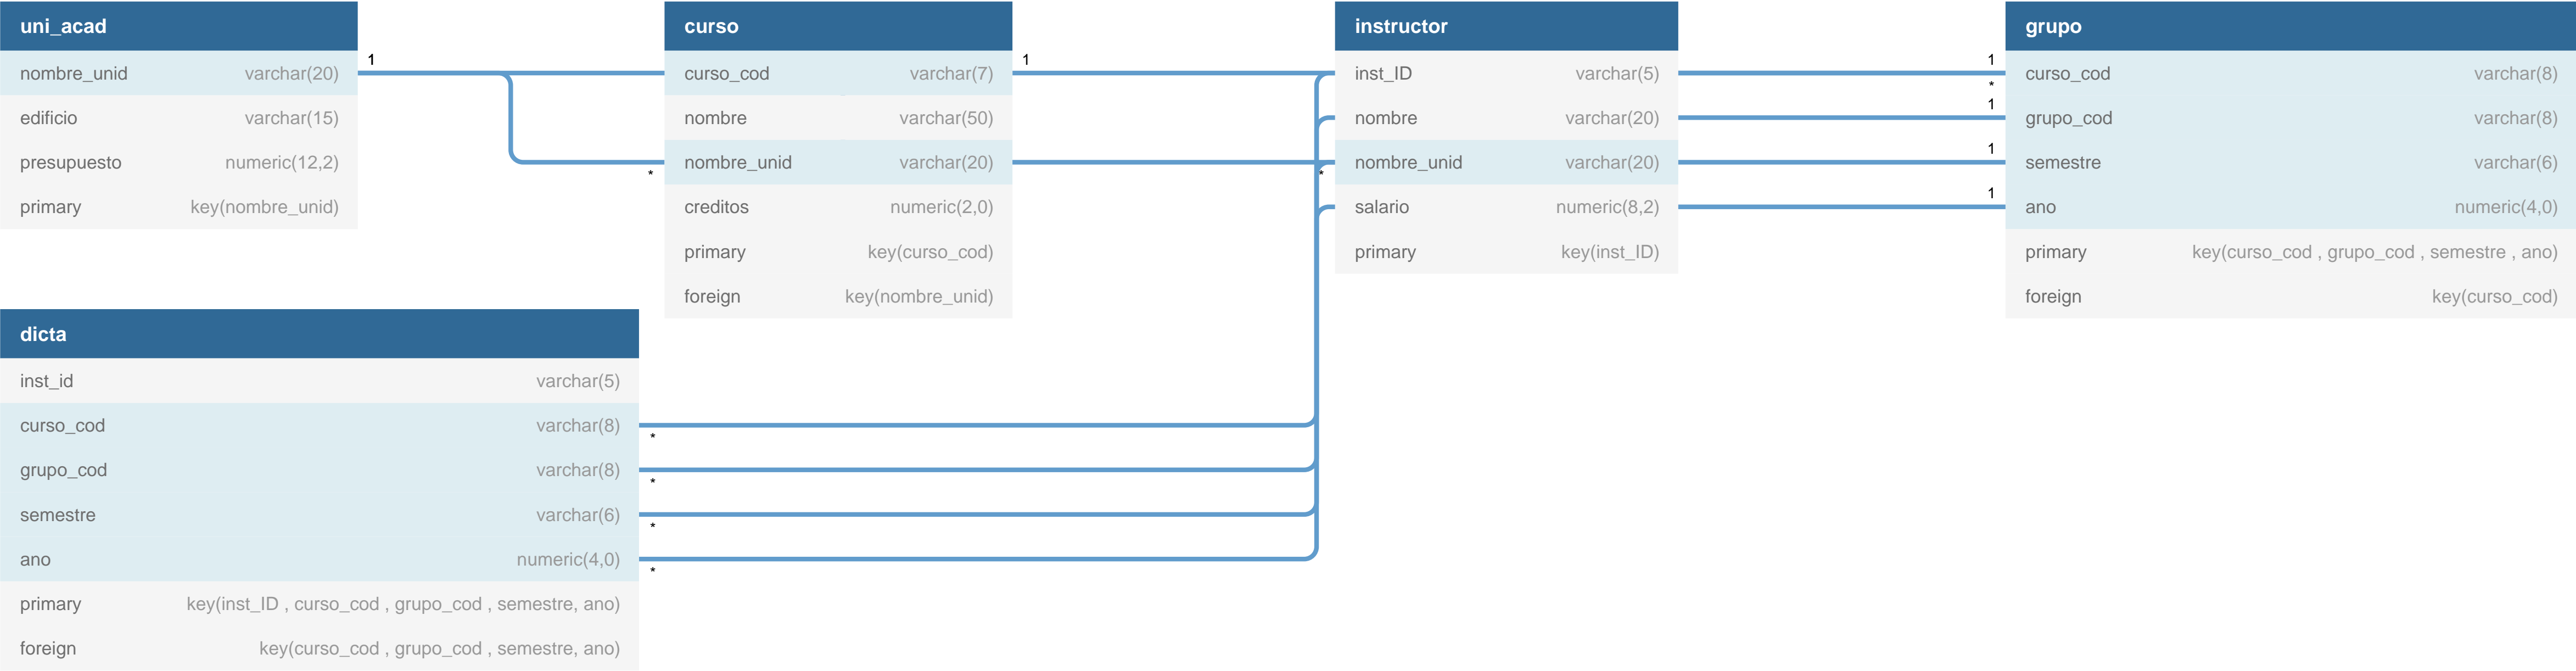 uni_acad
nombre_unid varchar(20)
edificio varchar(15)
presupuesto numeric(12,2)
primary key(nombre_unid)
1
*
curso
curso_cod varchar(7)
nombre varchar(50)
nombre_unid varchar(20)
creditos numeric(2,0)
primary key(curso_cod)
foreign key(nombre_unid)
1
*
instructor
inst_ID varchar(5)
nombre varchar(20)
nombre_unid varchar(20)
salario numeric(8,2)
primary key(inst_ID)
1
*
1
1
1
grupo
curso_cod varchar(8)
grupo_cod varchar(8)
semestre varchar(6)
ano numeric(4,0)
primary key(curso_cod , grupo_cod , semestre , ano)
foreign key(curso_cod)
dicta
inst_id varchar(5)
curso_cod varchar(8)
*
grupo_cod varchar(8)
*
semestre varchar(6)
*
ano numeric(4,0)
*
primary key(inst_ID , curso_cod , grupo_cod , semestre, ano)
foreign key(curso_cod , grupo_cod , semestre, ano)